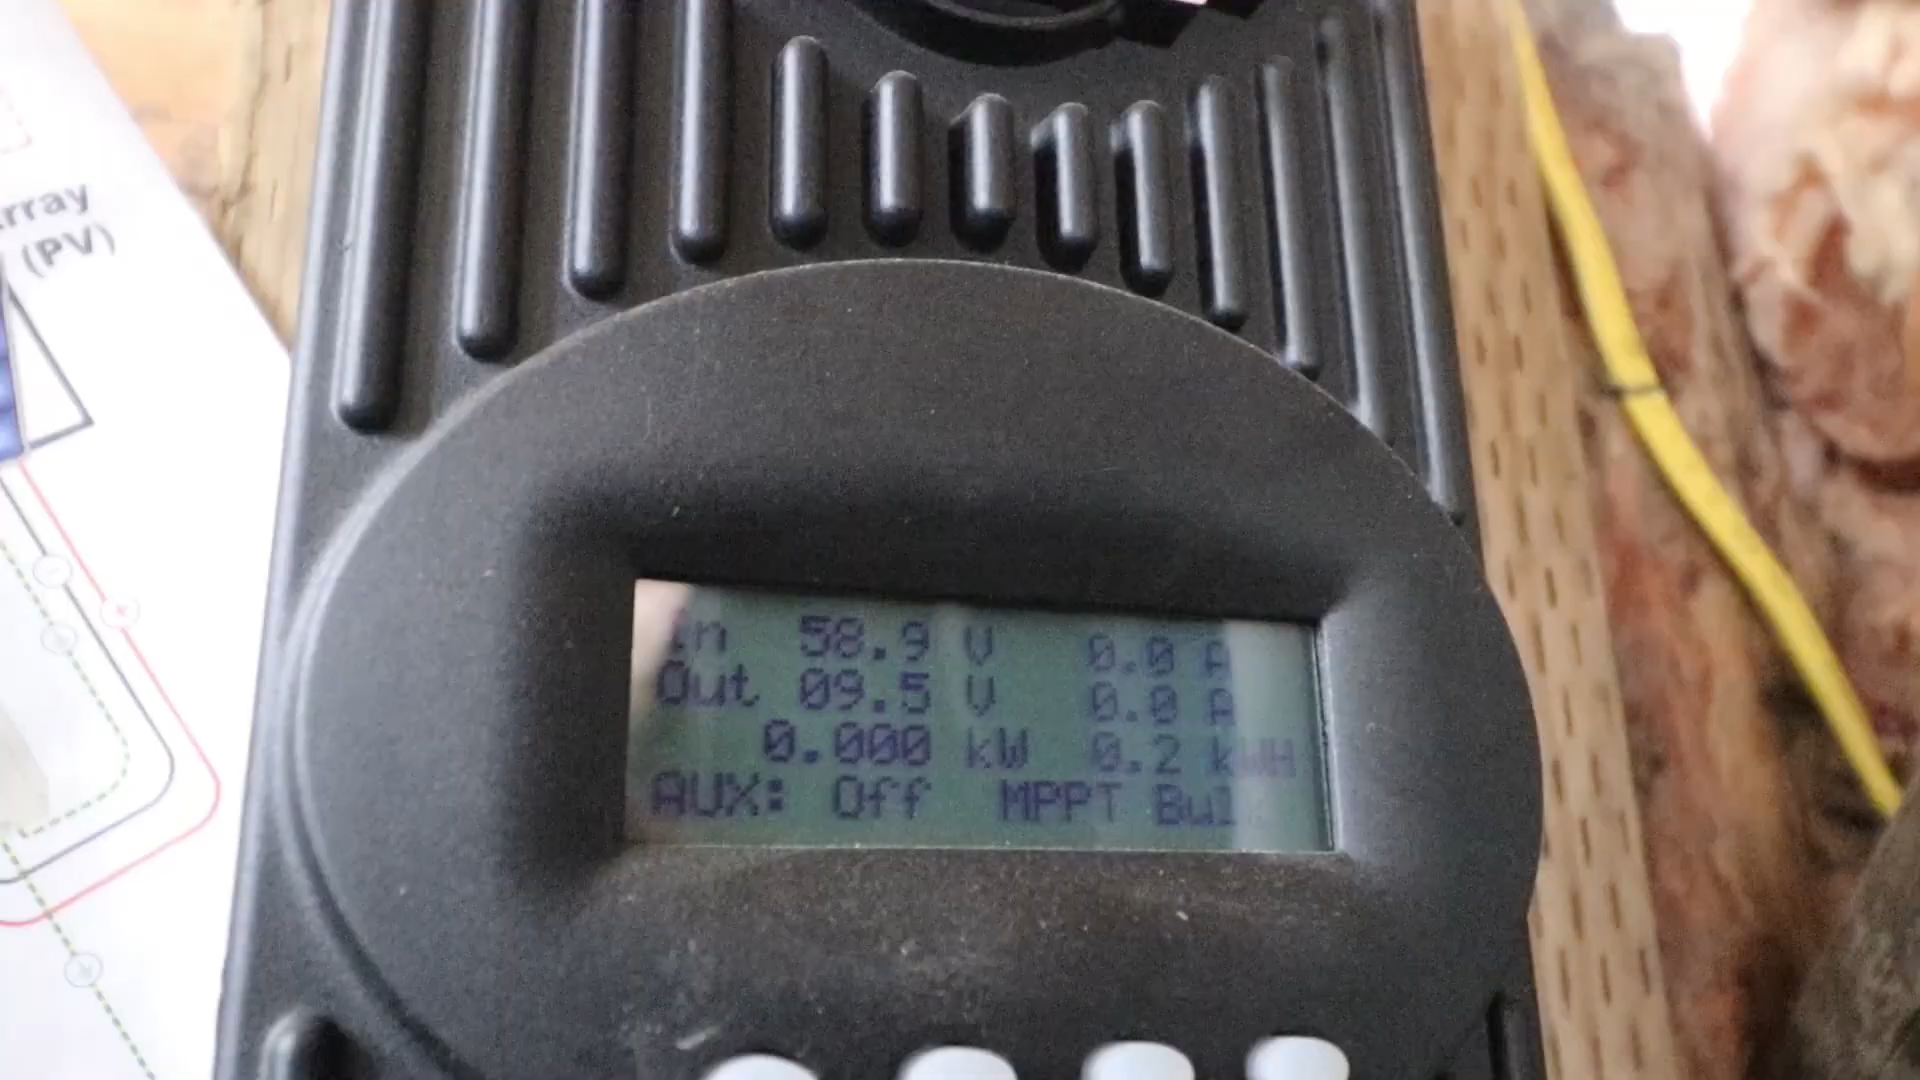 rray
(PV)
In 58.9 V 0.0 A
Out 09.5 V 0.0 A
0.000 kW 0.2 kWH
AUX: Off MPPT Bul